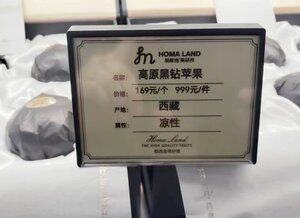 HOMA LAND
名称: 高原黑钻苹果
价格: 169元/个 999元/件
产地: 西藏
属性: 凉性
Homa Land
THE HIGH QUALITY FRUITS